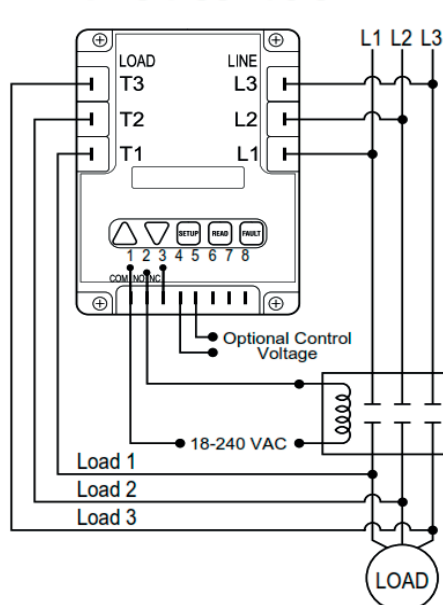 L1 L2 L3
LOAD LINE
T3 L3
T2 L2
T1 L1
SETUP READ FAULT
1 2 3 4 5 6 7 8
COM NO NC
Optional Control
Voltage
18-240 VAC
Load 1
Load 2
Load 3
LOAD